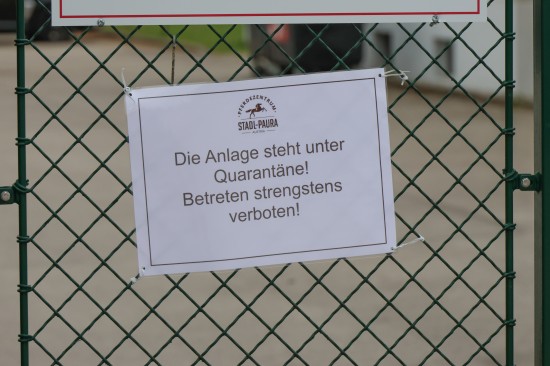 PFERDEZENTRUM
STADL-PAURA
Die Anlage steht unter
Quarantäne!
Betreten strengstens
verboten!